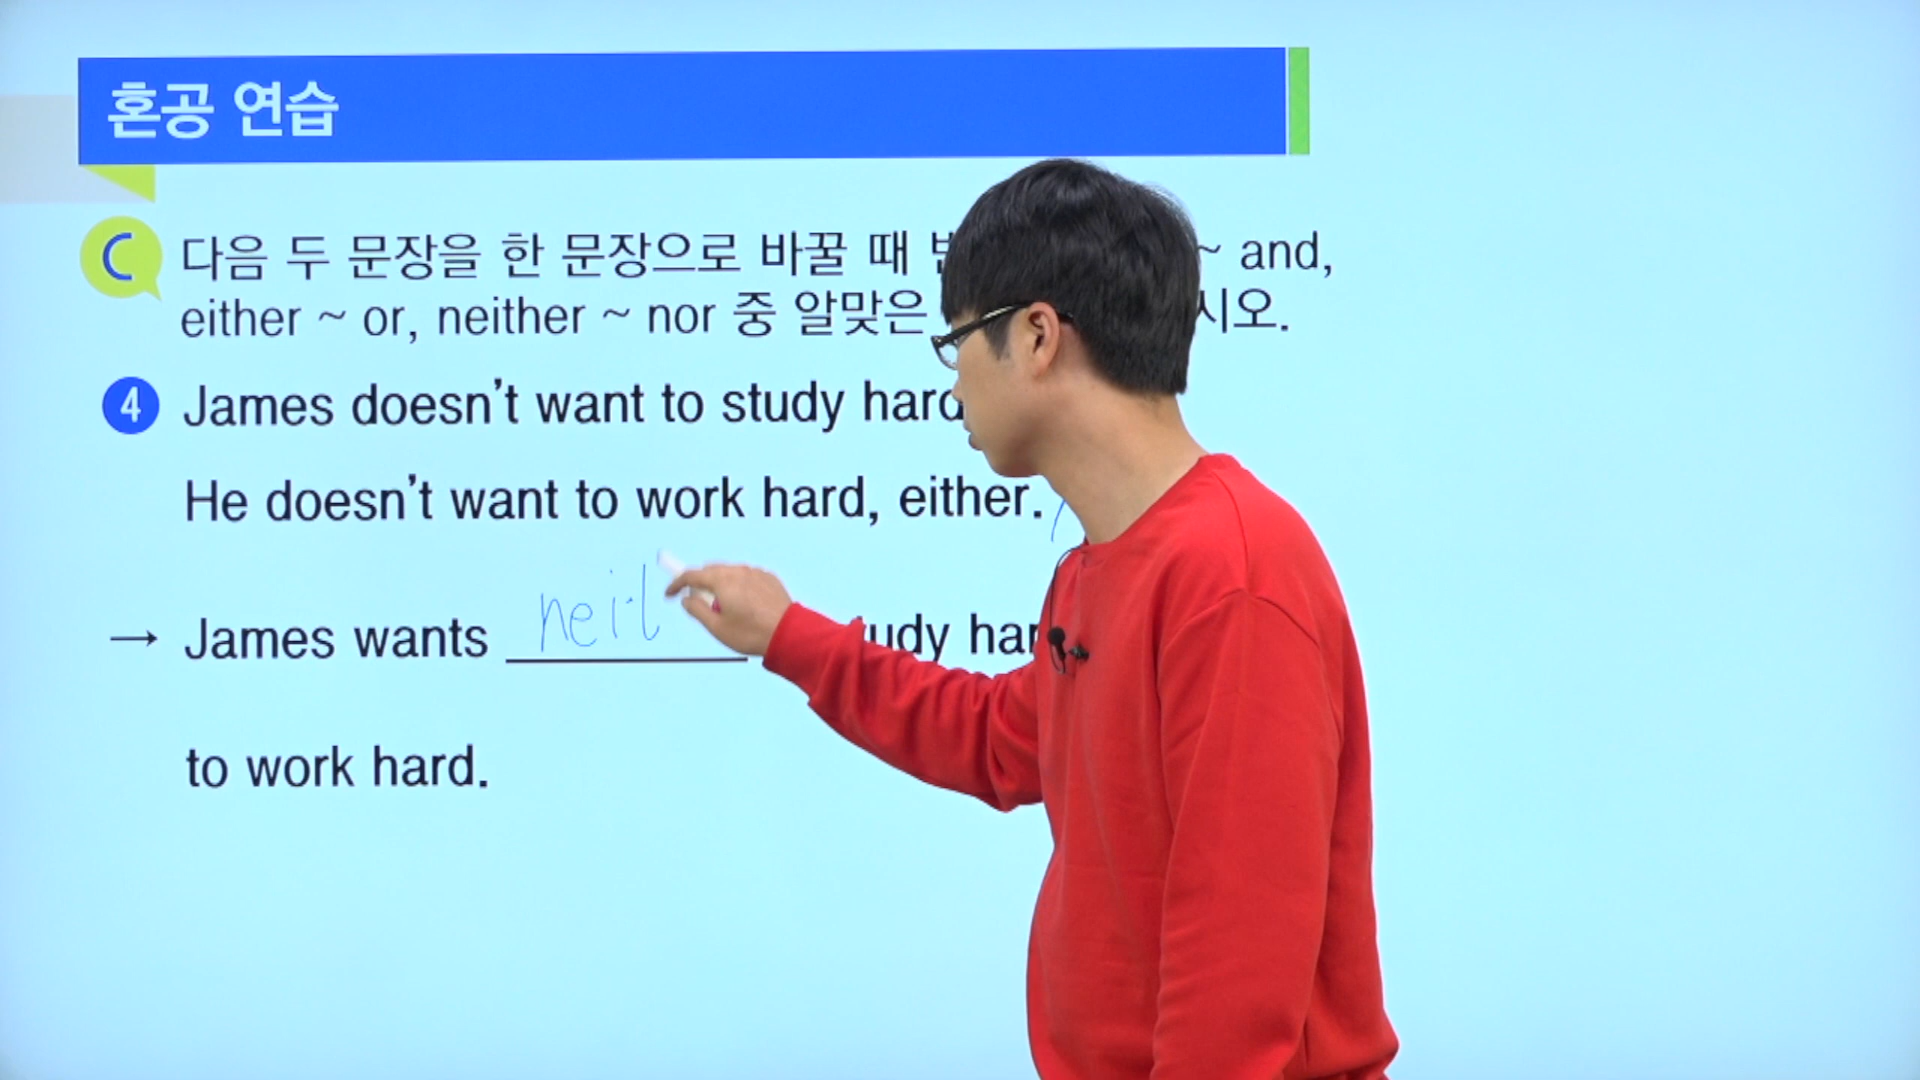 혼공 연습
C 다음 두 문장을 한 문장으로 바꿀 때 ~ and,
either ~ or, neither ~ nor 중 알맞은 시오.
4 James doesn't want to study hard
He doesn't want to work hard, either.
→ James wants neit udy har
to work hard.